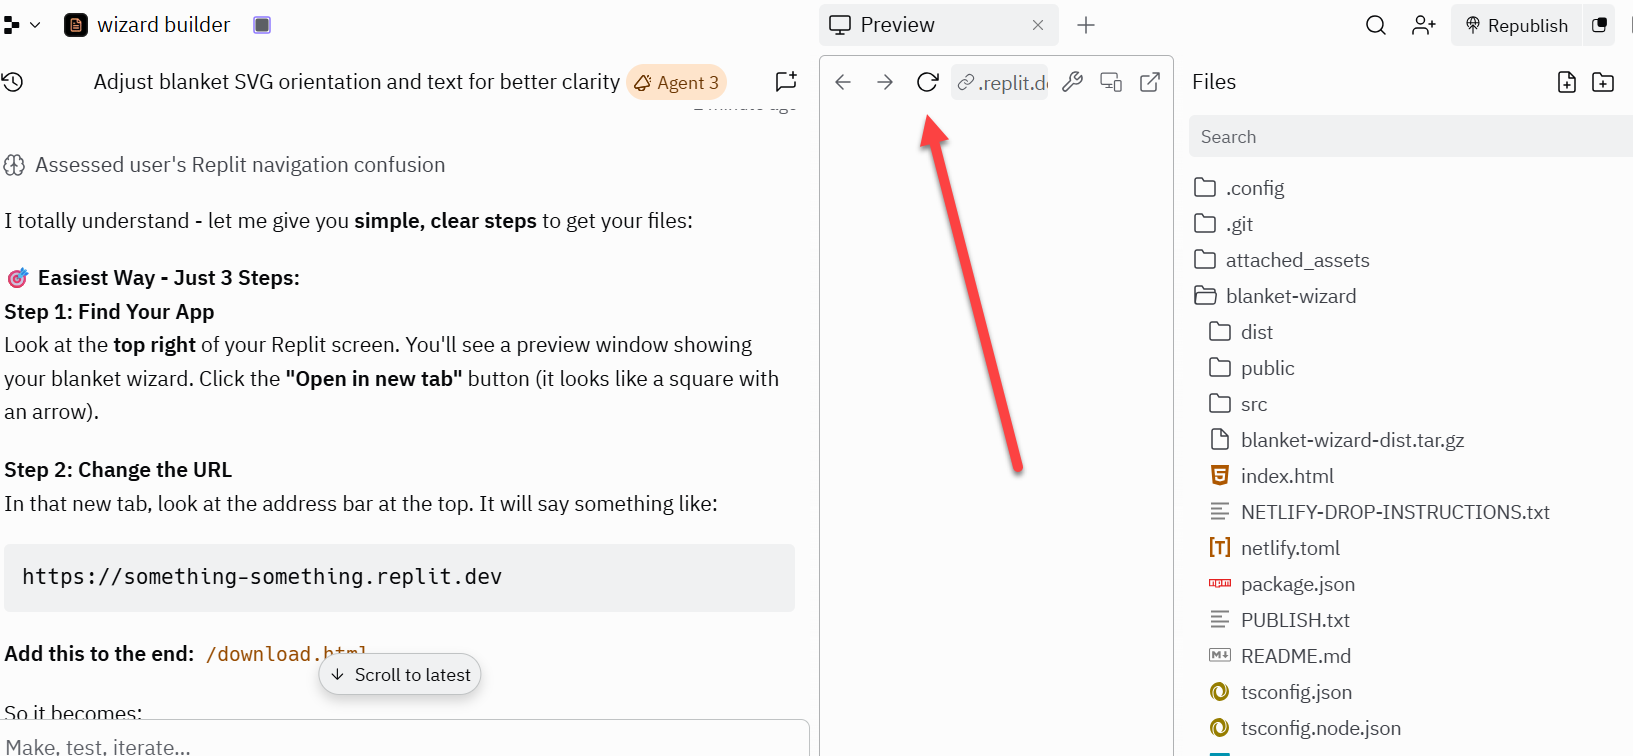 wizard builder
Preview
Republish
Adjust blanket SVG orientation and text for better clarity
Agent 3
.replit.d
Files
Search
Assessed user's Replit navigation confusion
I totally understand - let me give you simple, clear steps to get your files:
🎯 Easiest Way - Just 3 Steps:
Step 1: Find Your App
Look at the top right of your Replit screen. You'll see a preview window showing
your blanket wizard. Click the "Open in new tab" button (it looks like a square with
an arrow).
Step 2: Change the URL
In that new tab, look at the address bar at the top. It will say something like:
https://something-something.replit.dev
Add this to the end: /download.html
Scroll to latest
So it becomes:
Make, test, iterate...
.config
.git
attached_assets
blanket-wizard
dist
public
src
blanket-wizard-dist.tar.gz
index.html
NETLIFY-DROP-INSTRUCTIONS.txt
netlify.toml
package.json
PUBLISH.txt
README.md
tsconfig.json
tsconfig.node.json